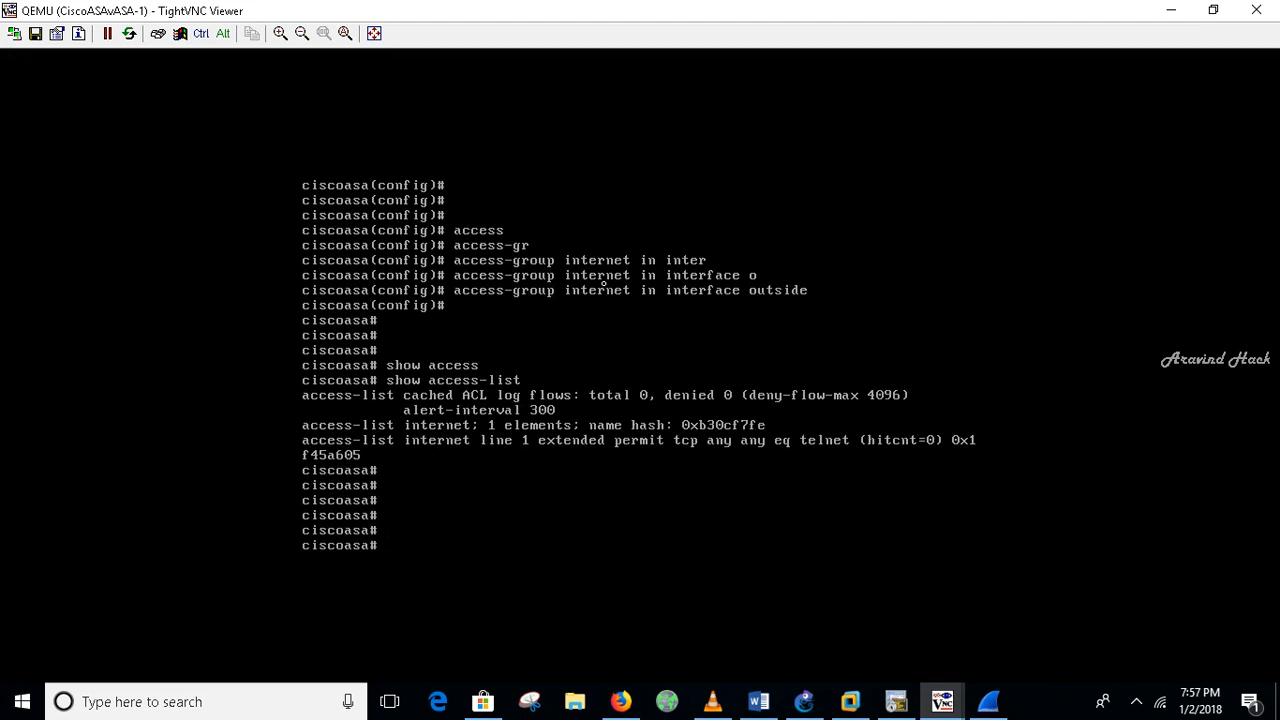 QEMU (CiscoASAvASA-1) - TightVNC Viewer
Ctrl Alt
ciscoasa(config)#
ciscoasa(config)#
ciscoasa(config)#
ciscoasa(config)# access
ciscoasa(config)# access-gr
ciscoasa(config)# access-group internet in inter
ciscoasa(config)# access-group internet in interface o
ciscoasa(config)# access-group internet in interface outside
ciscoasa(config)#
ciscoasa#
ciscoasa#
ciscoasa#
ciscoasa# show access
ciscoasa# show access-list
access-list cached ACL log flows: total 0, denied 0 (deny-flow-max 4096)
alert-interval 300
access-list internet; 1 elements; name hash: 0xb30cf7fe
access-list internet line 1 extended permit tcp any any eq telnet (hitcnt=0) 0x1
f45a605
ciscoasa#
ciscoasa#
ciscoasa#
ciscoasa#
ciscoasa#
ciscoasa#
Aravind Hack
Type here to search
7:57 PM
1/2/2018